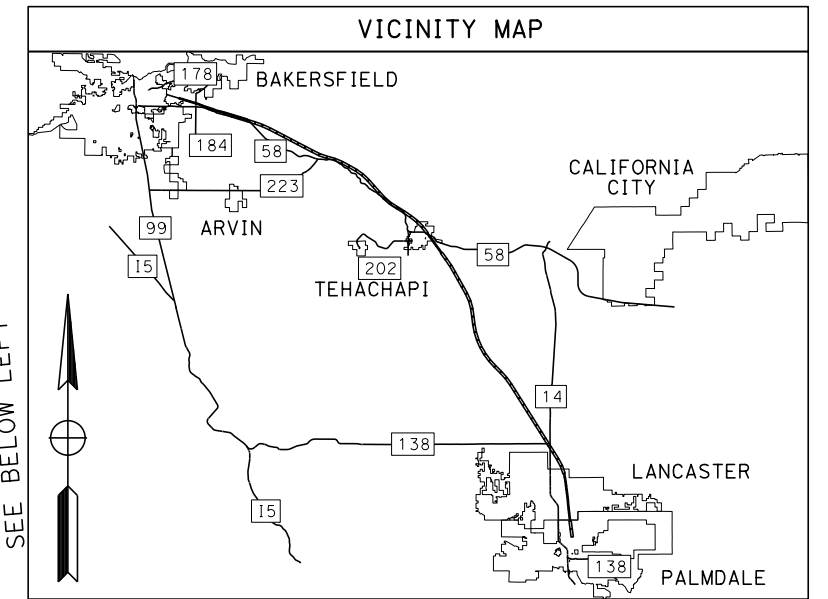 VICINITY MAP
178
BAKERSFIELD
184
58
CALIFORNIA
CITY
223
99
ARVIN
I5
202
58
TEHACHAPI
SEE BELOW LEFT
14
138
LANCASTER
I5
138
PALMDALE